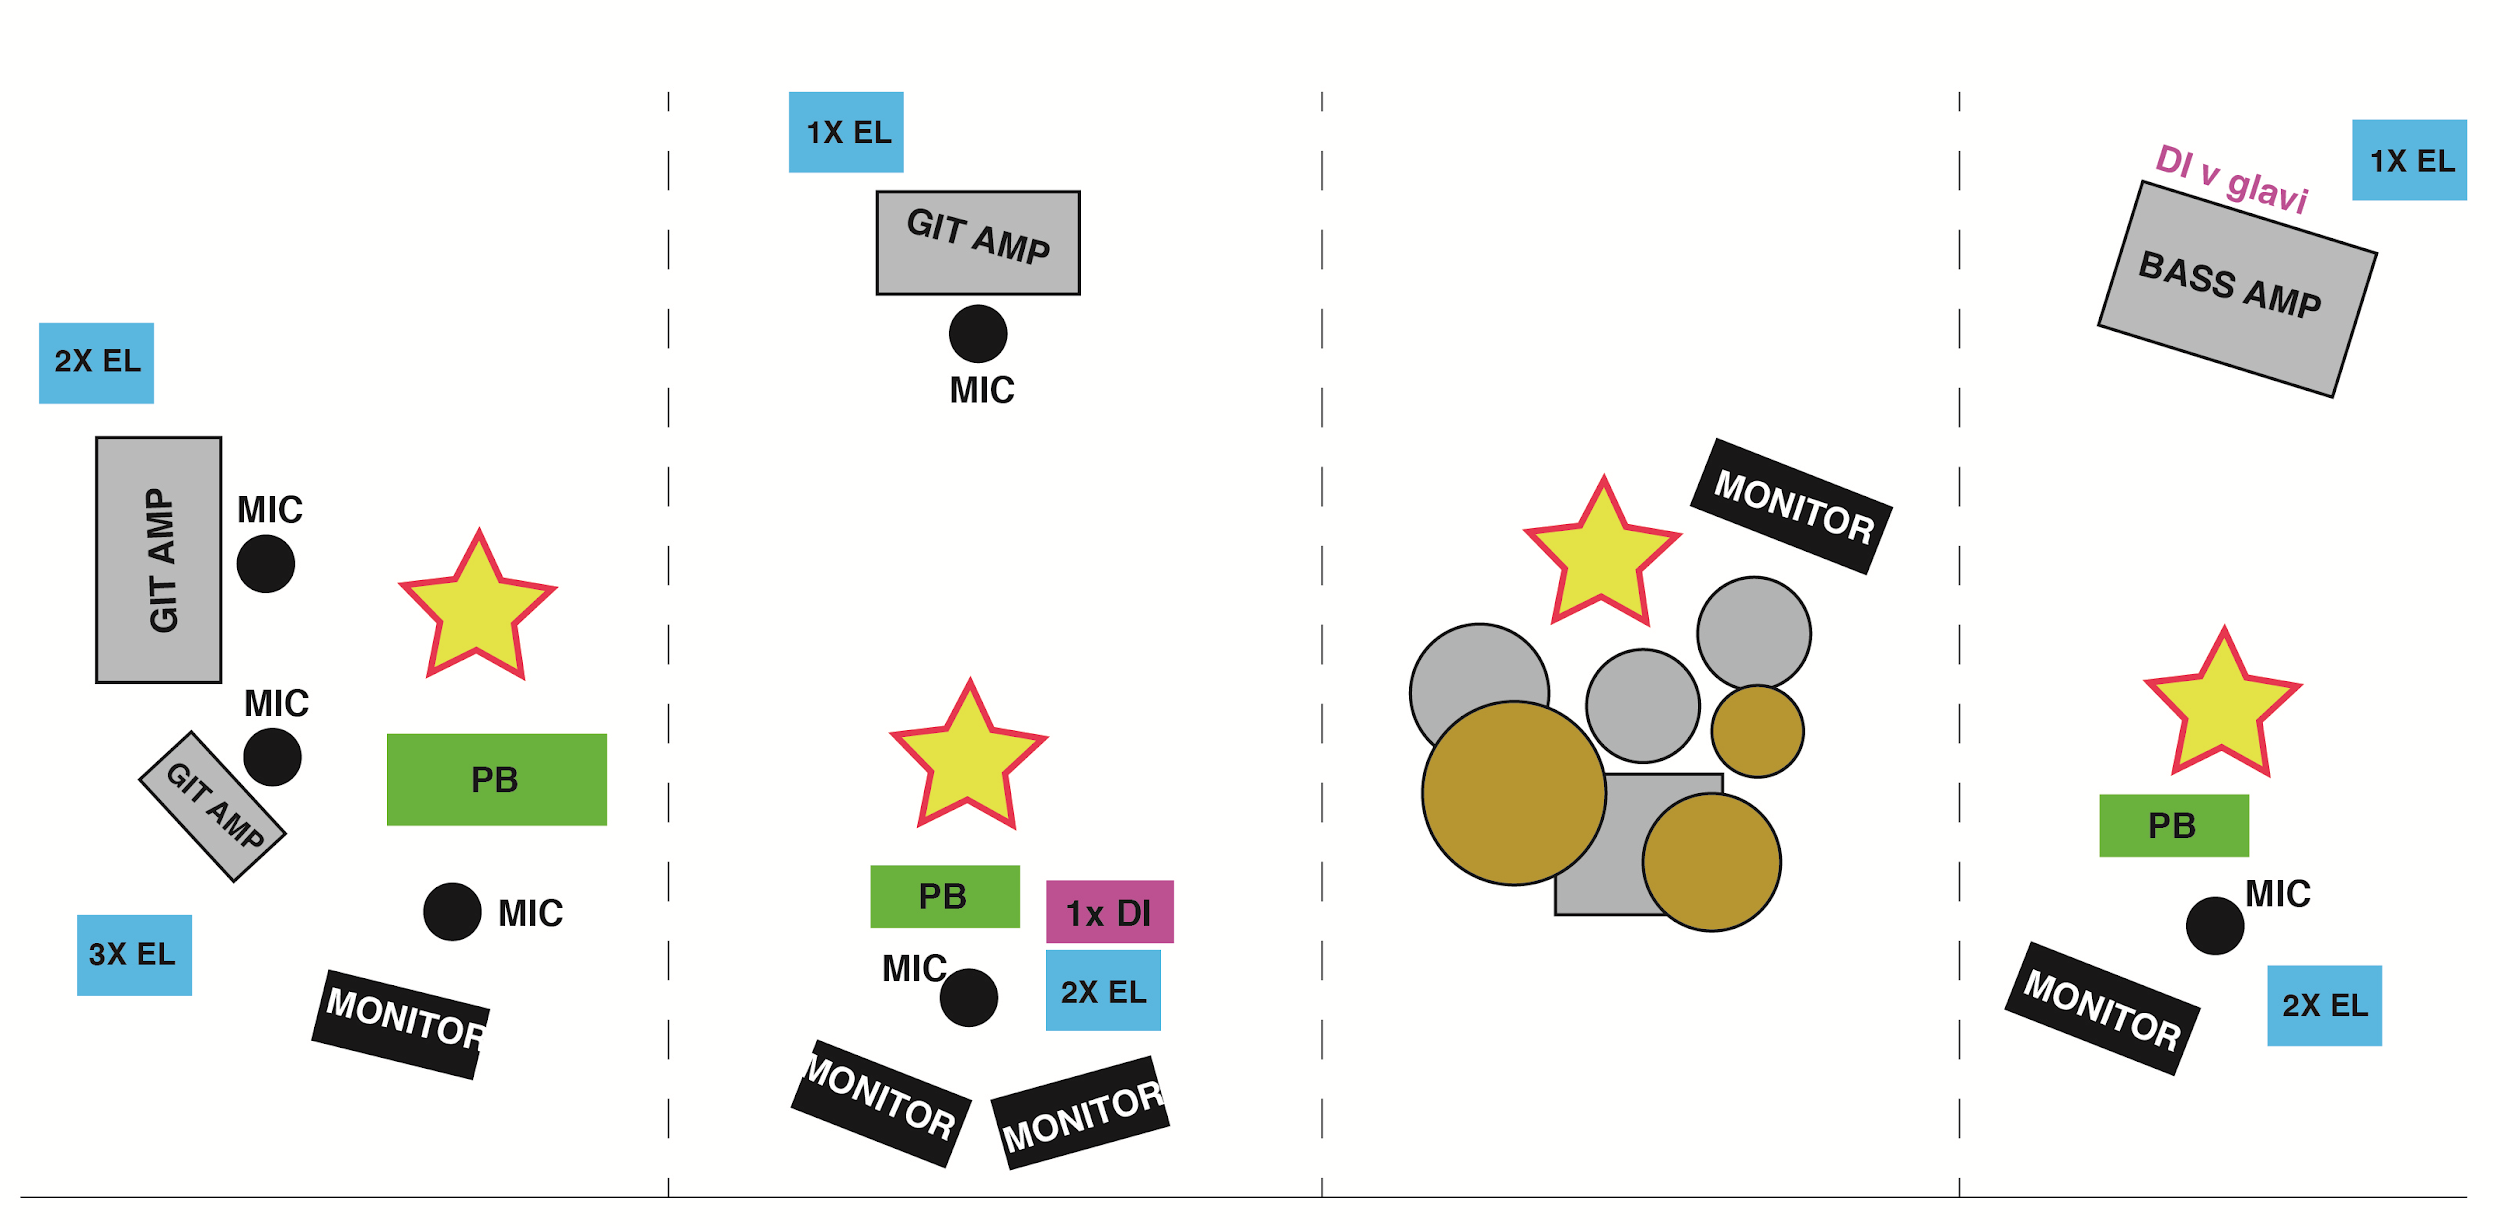 2X EL
GIT AMP
MIC
MIC
GIT AMP
PB
MIC
3X EL
MONITOR
1X EL
GIT AMP
MIC
PB
1x DI
MIC
2X EL
MONITOR
MONITOR
MONITOR
1X EL
DI v glavi
BASS AMP
PB
MIC
MONITOR
2X EL